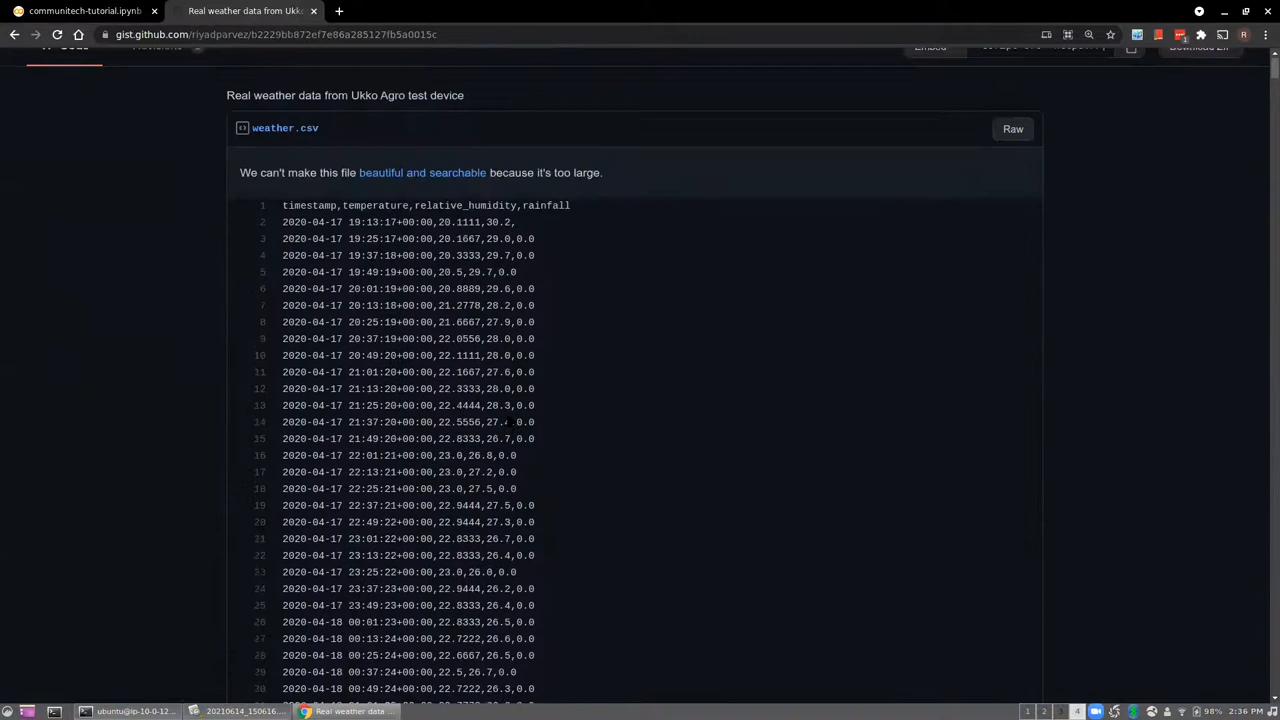 communitech-tutorial.ipynb
Real weather data from Ukko
gist.github.com/riyadparvez/b2229bb872ef7e86a285127fb5a0015c
R
Real weather data from Ukko Agro test device
weather.csv
Raw
We can't make this file beautiful and searchable because it's too large.
1 timestamp,temperature,relative_humidity,rainfall
2 2020-04-17 19:13:17+00:00,20.1111,30.2,
3 2020-04-17 19:25:17+00:00,20.1667,29.0,0.0
4 2020-04-17 19:37:18+00:00,20.3333,29.7,0.0
5 2020-04-17 19:49:19+00:00,20.5,29.7,0.0
6 2020-04-17 20:01:19+00:00,20.8889,29.6,0.0
7 2020-04-17 20:13:18+00:00,21.2778,28.2,0.0
8 2020-04-17 20:25:19+00:00,21.6667,27.9,0.0
9 2020-04-17 20:37:19+00:00,22.0556,28.0,0.0
10 2020-04-17 20:49:20+00:00,22.1111,28.0,0.0
11 2020-04-17 21:01:20+00:00,22.1667,27.6,0.0
12 2020-04-17 21:13:20+00:00,22.3333,28.0,0.0
13 2020-04-17 21:25:20+00:00,22.4444,28.3,0.0
14 2020-04-17 21:37:20+00:00,22.5556,27.4,0.0
15 2020-04-17 21:49:20+00:00,22.8333,26.7,0.0
16 2020-04-17 22:01:21+00:00,23.0,26.8,0.0
17 2020-04-17 22:13:21+00:00,23.0,27.2,0.0
18 2020-04-17 22:25:21+00:00,23.0,27.5,0.0
19 2020-04-17 22:37:21+00:00,22.9444,27.5,0.0
20 2020-04-17 22:49:22+00:00,22.9444,27.3,0.0
21 2020-04-17 23:01:22+00:00,22.8333,26.7,0.0
22 2020-04-17 23:13:22+00:00,22.8333,26.4,0.0
23 2020-04-17 23:25:22+00:00,23.0,26.0,0.0
24 2020-04-17 23:37:23+00:00,22.9444,26.2,0.0
25 2020-04-17 23:49:23+00:00,22.8333,26.4,0.0
26 2020-04-18 00:01:23+00:00,22.8333,26.5,0.0
27 2020-04-18 00:13:24+00:00,22.7222,26.6,0.0
28 2020-04-18 00:25:24+00:00,22.6667,26.5,0.0
29 2020-04-18 00:37:24+00:00,22.5,26.7,0.0
30 2020-04-18 00:49:24+00:00,22.7222,26.3,0.0
ubuntu@ip-10-0-12... 20210614_150616... Real weather data ... 1 2 3 4 98% 2:36 PM